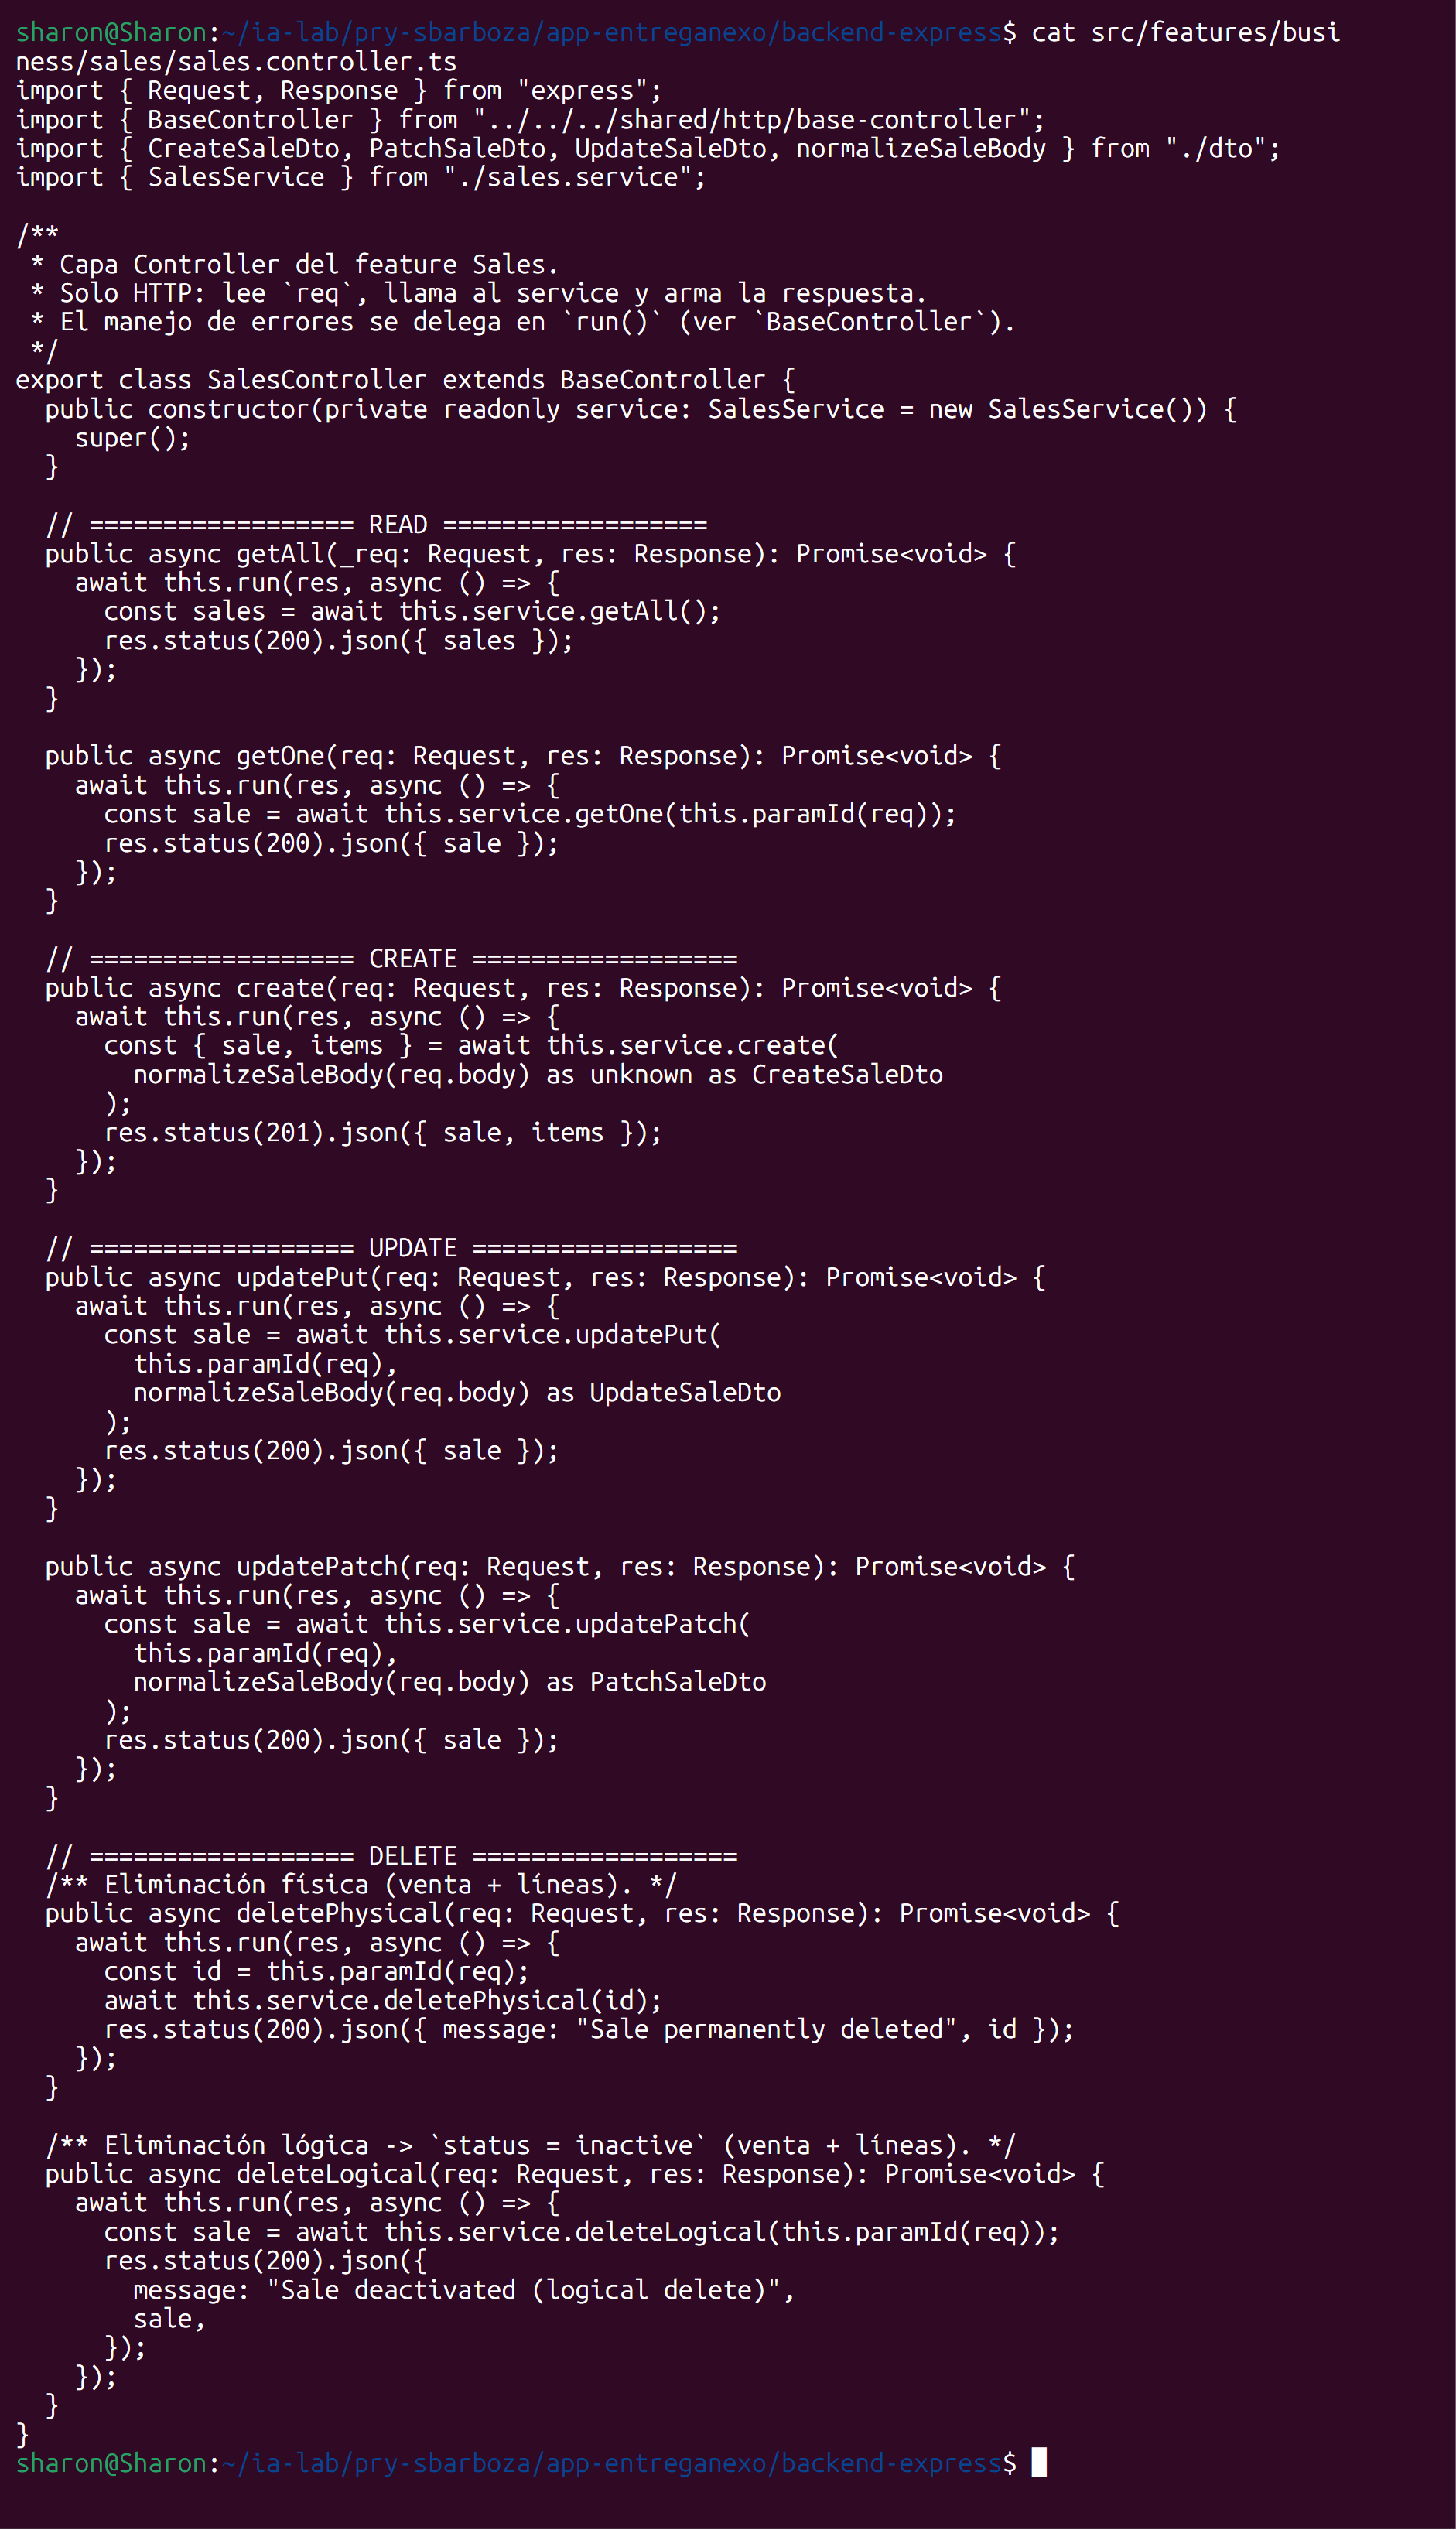 sharon@Sharon:~/ia-lab/pry-sbarboza/app-entreganexo/backend-express$ cat src/features/busi
ness/sales/sales.controller.ts
import { Request, Response } from "express";
import { BaseController } from "../../../shared/http/base-controller";
import { CreateSaleDto, PatchSaleDto, UpdateSaleDto, normalizeSaleBody } from "./dto";
import { SalesService } from "./sales.service";

/**
 * Capa Controller del feature Sales.
 * Solo HTTP: lee `req`, llama al service y arma la respuesta.
 * El manejo de errores se delega en `run()` (ver `BaseController`).
 */
export class SalesController extends BaseController {
  public constructor(private readonly service: SalesService = new SalesService()) {
    super();
  }

  // ================== READ ==================
  public async getAll(_req: Request, res: Response): Promise<void> {
    await this.run(res, async () => {
      const sales = await this.service.getAll();
      res.status(200).json({ sales });
    });
  }

  public async getOne(req: Request, res: Response): Promise<void> {
    await this.run(res, async () => {
      const sale = await this.service.getOne(this.paramId(req));
      res.status(200).json({ sale });
    });
  }

  // ================== CREATE ==================
  public async create(req: Request, res: Response): Promise<void> {
    await this.run(res, async () => {
      const { sale, items } = await this.service.create(
        normalizeSaleBody(req.body) as unknown as CreateSaleDto
      );
      res.status(201).json({ sale, items });
    });
  }

  // ================== UPDATE ==================
  public async updatePut(req: Request, res: Response): Promise<void> {
    await this.run(res, async () => {
      const sale = await this.service.updatePut(
        this.paramId(req),
        normalizeSaleBody(req.body) as UpdateSaleDto
      );
      res.status(200).json({ sale });
    });
  }

  public async updatePatch(req: Request, res: Response): Promise<void> {
    await this.run(res, async () => {
      const sale = await this.service.updatePatch(
        this.paramId(req),
        normalizeSaleBody(req.body) as PatchSaleDto
      );
      res.status(200).json({ sale });
    });
  }

  // ================== DELETE ==================
  /** Eliminación física (venta + líneas). */
  public async deletePhysical(req: Request, res: Response): Promise<void> {
    await this.run(res, async () => {
      const id = this.paramId(req);
      await this.service.deletePhysical(id);
      res.status(200).json({ message: "Sale permanently deleted", id });
    });
  }

  /** Eliminación lógica -> `status = inactive` (venta + líneas). */
  public async deleteLogical(req: Request, res: Response): Promise<void> {
    await this.run(res, async () => {
      const sale = await this.service.deleteLogical(this.paramId(req));
      res.status(200).json({
        message: "Sale deactivated (logical delete)",
        sale,
      });
    });
  }
}
sharon@Sharon:~/ia-lab/pry-sbarboza/app-entreganexo/backend-express$